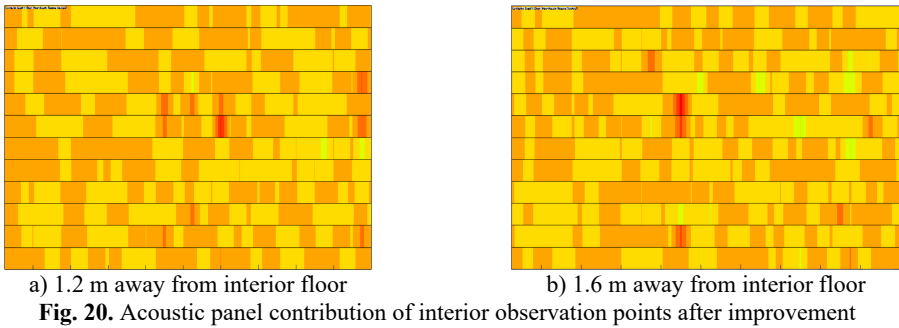 a) 1.2 m away from interior floor
b) 1.6 m away from interior floor
Fig. 20. Acoustic panel contribution of interior observation points after improvement